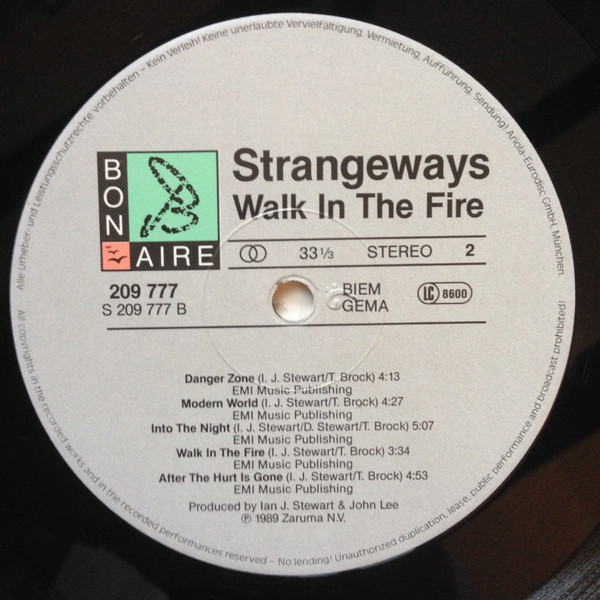 Alle Urheber- und Leistungsschutzrechte vorbehalten – Kein Verleih! Keine unerlaubte Vervielfältigung, Vermietung, Aufführung, Sendung! Ariola-Eurodisc GmbH, München.
BON
AIRE
Strangeways
Walk In The Fire
33 1/3 STEREO 2
209 777
S 209 777 B
BIEM
GEMA
LC 8600
Danger Zone (I. J. Stewart/T. Brock) 4:13
EMI Music Publishing
Modern World (I. J. Stewart/T. Brock) 4:27
EMI Music Publishing
Into The Night (I. J. Stewart/D. Stewart/T. Brock) 5:07
EMI Music Publishing
Walk In The Fire (I. J. Stewart/T. Brock) 3:34
EMI Music Publishing
After The Hurt Is Gone (I. J. Stewart/T. Brock) 4:53
EMI Music Publishing
Produced by Ian J. Stewart & John Lee
℗ 1989 Zaruma N.V.
All copyrights in the recorded works and in the recorded performances reserved – No lending! Unauthorized duplication, lease, public performance and broadcast prohibited!